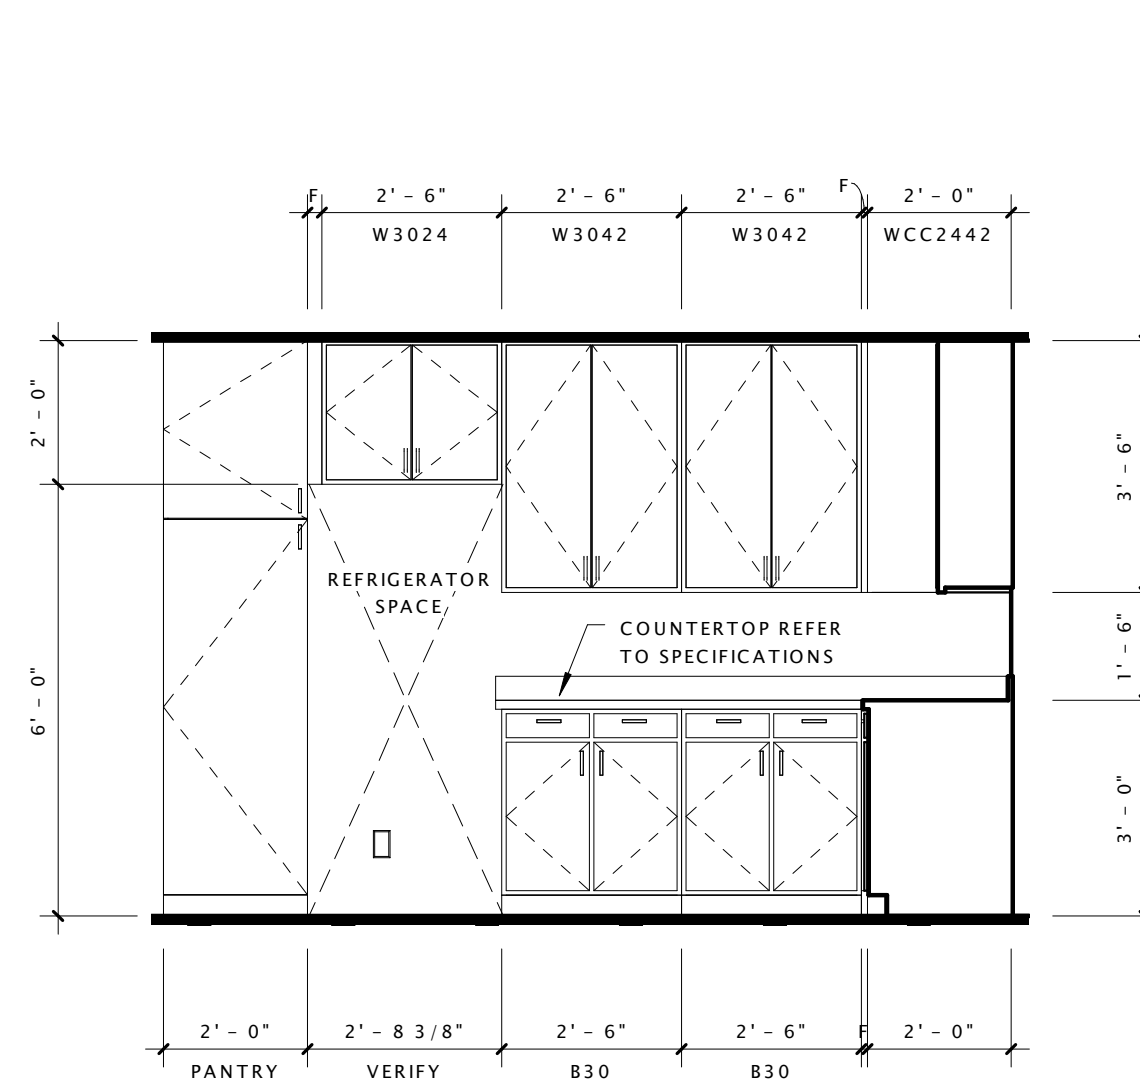 F 2' – 6" 2' – 6" 2' – 6" F 2' – 0"
W3024 W3042 W3042 WCC2442
2' – 0"
3' – 6"
REFRIGERATOR
SPACE
COUNTERTOP REFER
TO SPECIFICATIONS
1' – 6"
6' – 0"
3' – 0"
2' – 0" 2' – 8 3/8" 2' – 6" 2' – 6" F 2' – 0"
PANTRY VERIFY B30 B30